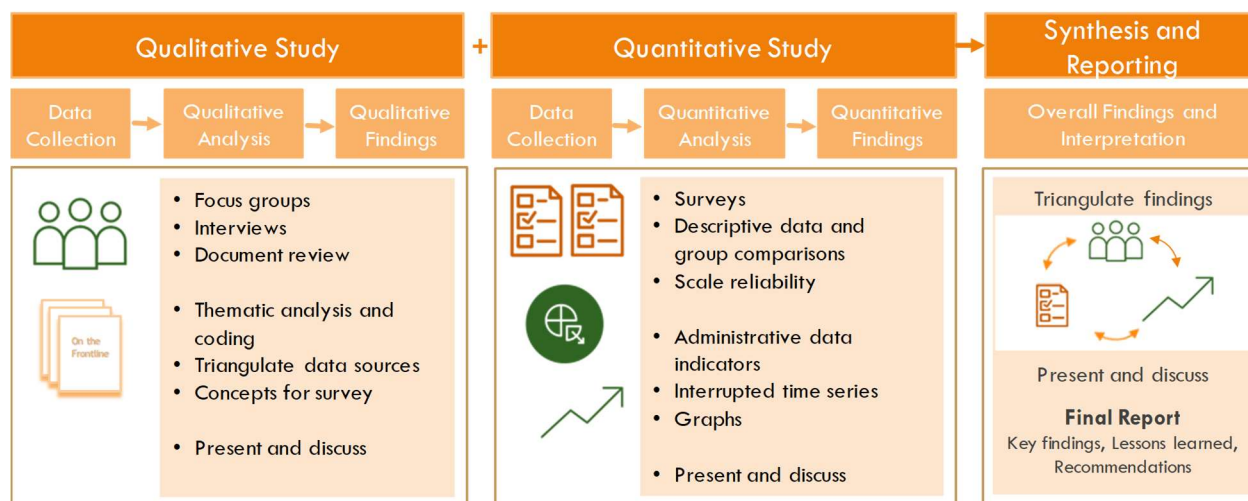 Qualitative Study
+
Quantitative Study
Synthesis and
Reporting
Data
Collection
Qualitative
Analysis
Qualitative
Findings
Data
Collection
Quantitative
Analysis
Quantitative
Findings
Overall Findings and
Interpretation
On the
Frontline
• Focus groups
• Interviews
• Document review
• Thematic analysis and
coding
• Triangulate data sources
• Concepts for survey
• Present and discuss
• Surveys
• Descriptive data and
group comparisons
• Scale reliability
• Administrative data
indicators
• Interrupted time series
• Graphs
• Present and discuss
Triangulate findings
Present and discuss
Final Report
Key findings, Lessons learned,
Recommendations